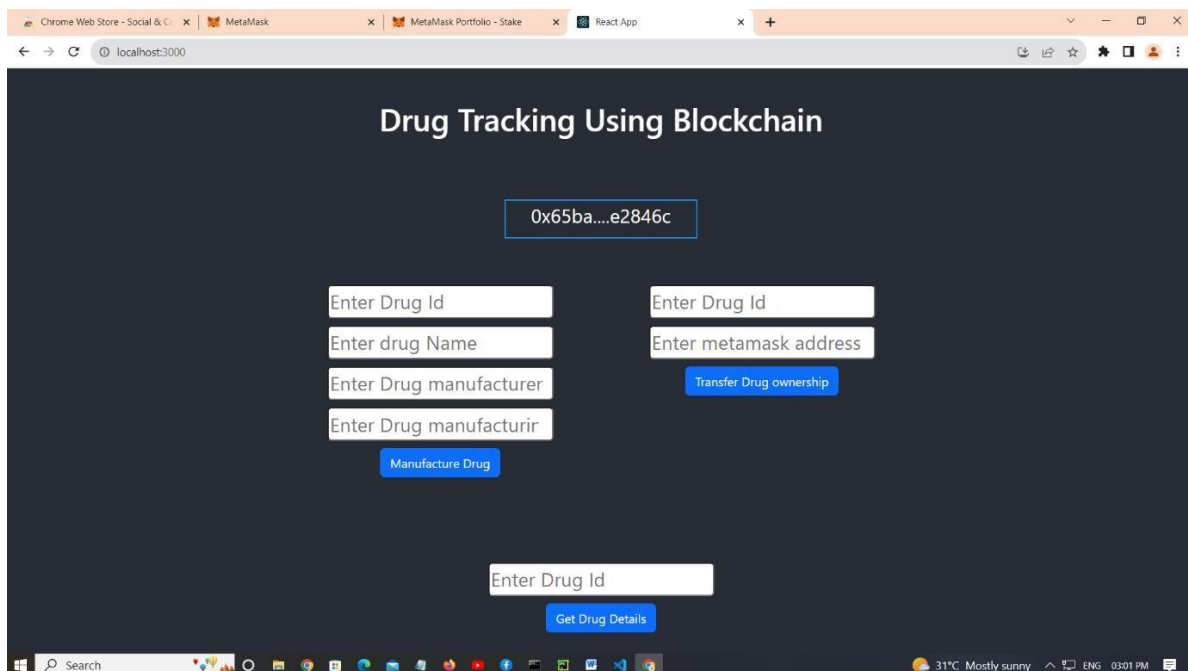 Chrome Web Store - Social & C
MetaMask
MetaMask Portfolio - Stake
React App
localhost:3000
Drug Tracking Using Blockchain
0x65ba....e2846c
Enter Drug Id
Enter Drug Id
Enter drug Name
Enter metamask address
Enter Drug manufacturer
Transfer Drug ownership
Enter Drug manufacturin
Manufacture Drug
Enter Drug Id
Get Drug Details
Search
31°C Mostly sunny
ENG
03:01 PM